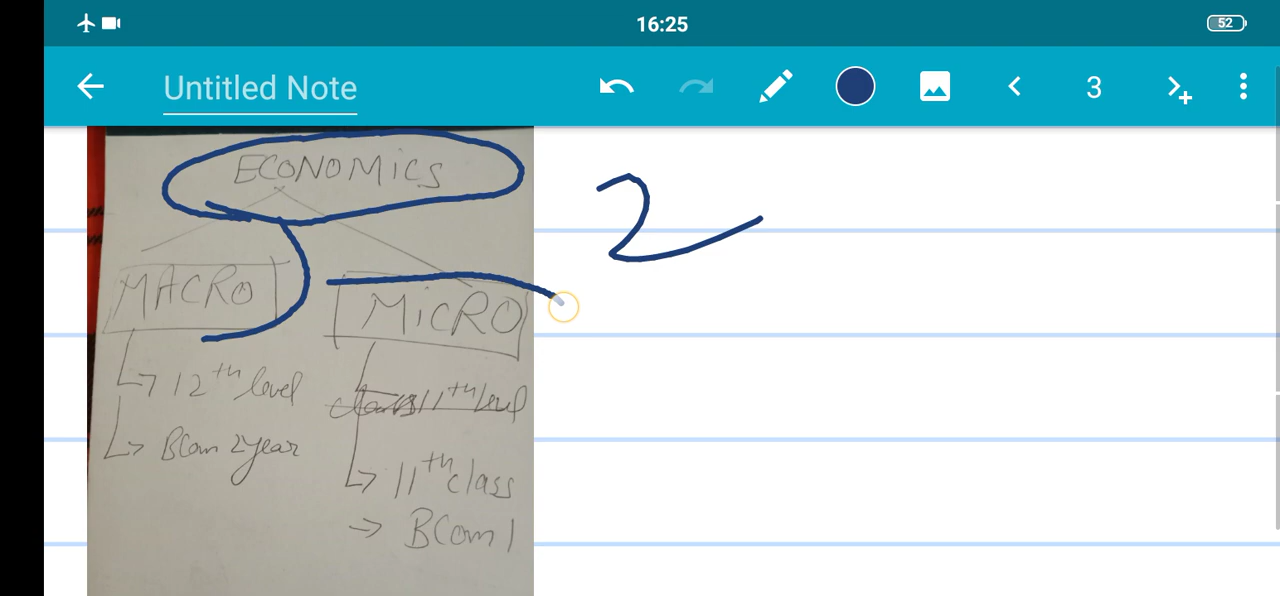 16:25
52
Untitled Note
3
ECONOMiCS
2
MACRO
MiCRO
12th level
11th level
BCom 2year
11th class
BCom 1